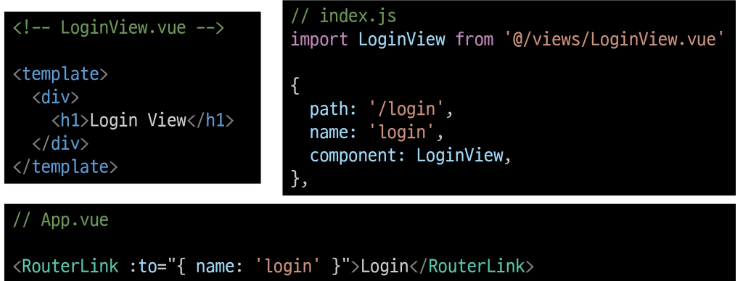 <!-- LoginView.vue -->
<template>
  <div>
    <h1>Login View</h1>
  </div>
</template>
// index.js
import LoginView from '@/views/LoginView.vue'
{
  path: '/login',
  name: 'login',
  component: LoginView,
},
// App.vue
<RouterLink :to="{ name: 'login' }">Login</RouterLink>